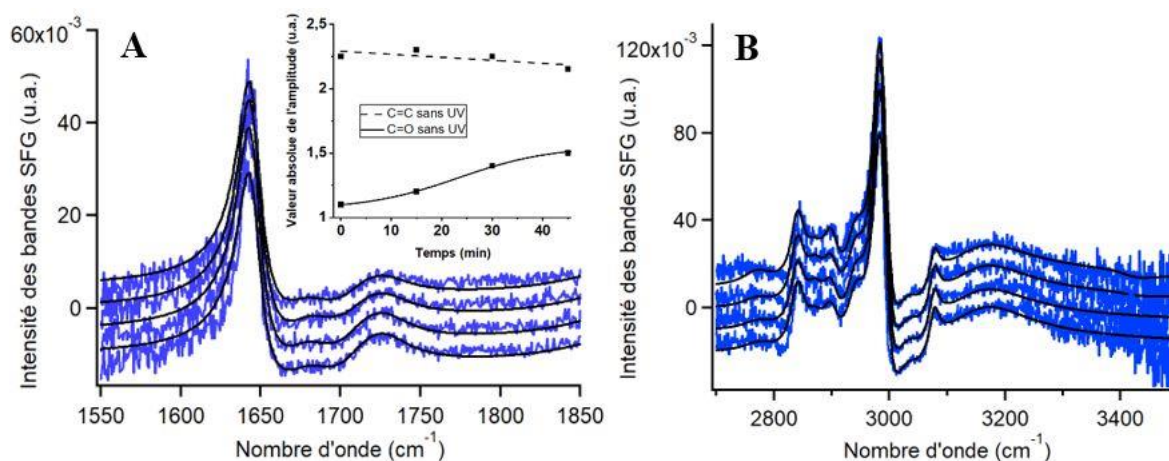 A
60x10⁻³
40
20
0
Intensité des bandes SFG (u.a.)
1550
1600
1650
1700
1750
1800
1850
Nombre d'onde (cm⁻¹)
2,5
2
1,5
1
Valeur absolue de l'amplitude (u.a.)
C=C sans UV
C=O sans UV
0
10
20
30
40
Temps (min)
B
120x10⁻³
80
40
0
Intensité des bandes SFG (u.a.)
2800
3000
3200
3400
Nombre d'onde (cm⁻¹)